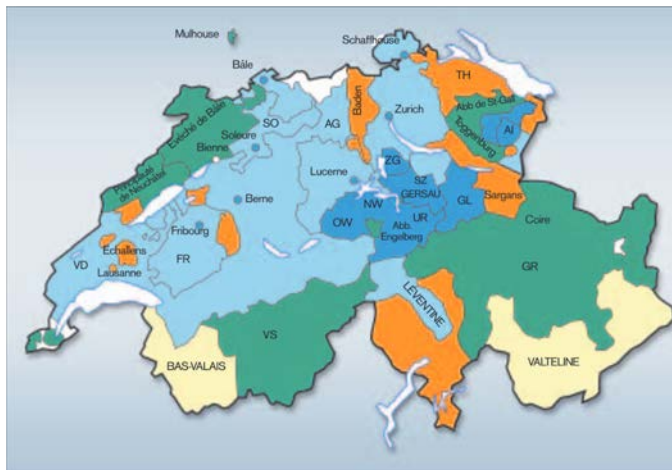 Mulhouse
Schaffhouse
Bâle
TH
Baden
Abb de St-Gall
Evêché de Bâle
SO
AG
Zurich
Toggenburg
AI
Soleure
Bienne
ZG
Principauté
de Neuchâtel
Lucerne
SZ
GERSAU
Sargans
Berne
NW
GL
OW
UR
Coire
Abb.
Engelberg
Fribourg
Echallens
VD
FR
Lausanne
GR
LEVENTINE
VS
BAS-VALAIS
VALTELINE